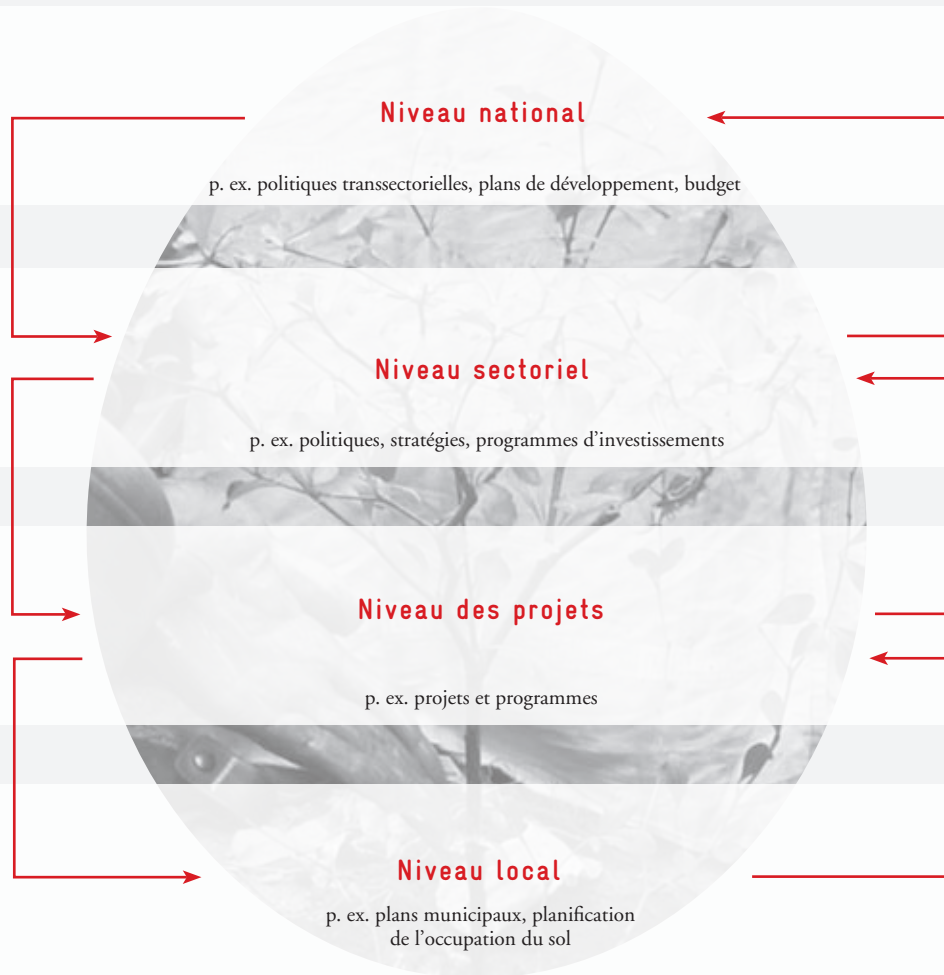 Niveau national
p. ex. politiques transsectorielles, plans de développement, budget
Niveau sectoriel
p. ex. politiques, stratégies, programmes d’investissements
Niveau des projets
p. ex. projets et programmes
Niveau local
p. ex. plans municipaux, planification
de l’occupation du sol